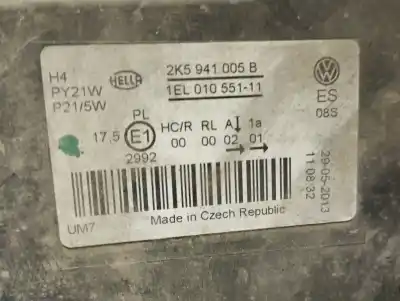 H4
PY21W
P21/5W
HELLA
2K5 941 005 B
1EL 010 551-11
ES
08S
PL
17,5
E1
2992
HC/R RL A 1a
00 00 02 01
29-05-2013
11:08:32
UM7
Made in Czech Republic